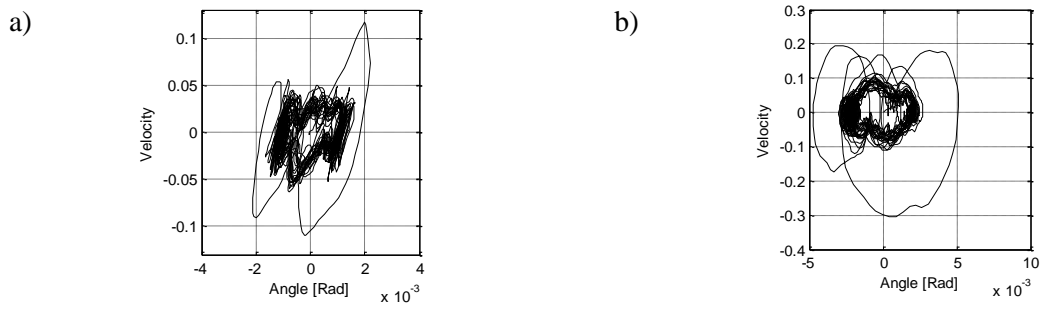 a)
0.1
0.05
0
-0.05
-0.1
Velocity
-4 -2 0 2 4
Angle [Rad]
x 10⁻³
b)
0.3
0.2
0.1
0
-0.1
-0.2
-0.3
-0.4
Velocity
-5 0 5 10
Angle [Rad]
x 10⁻³